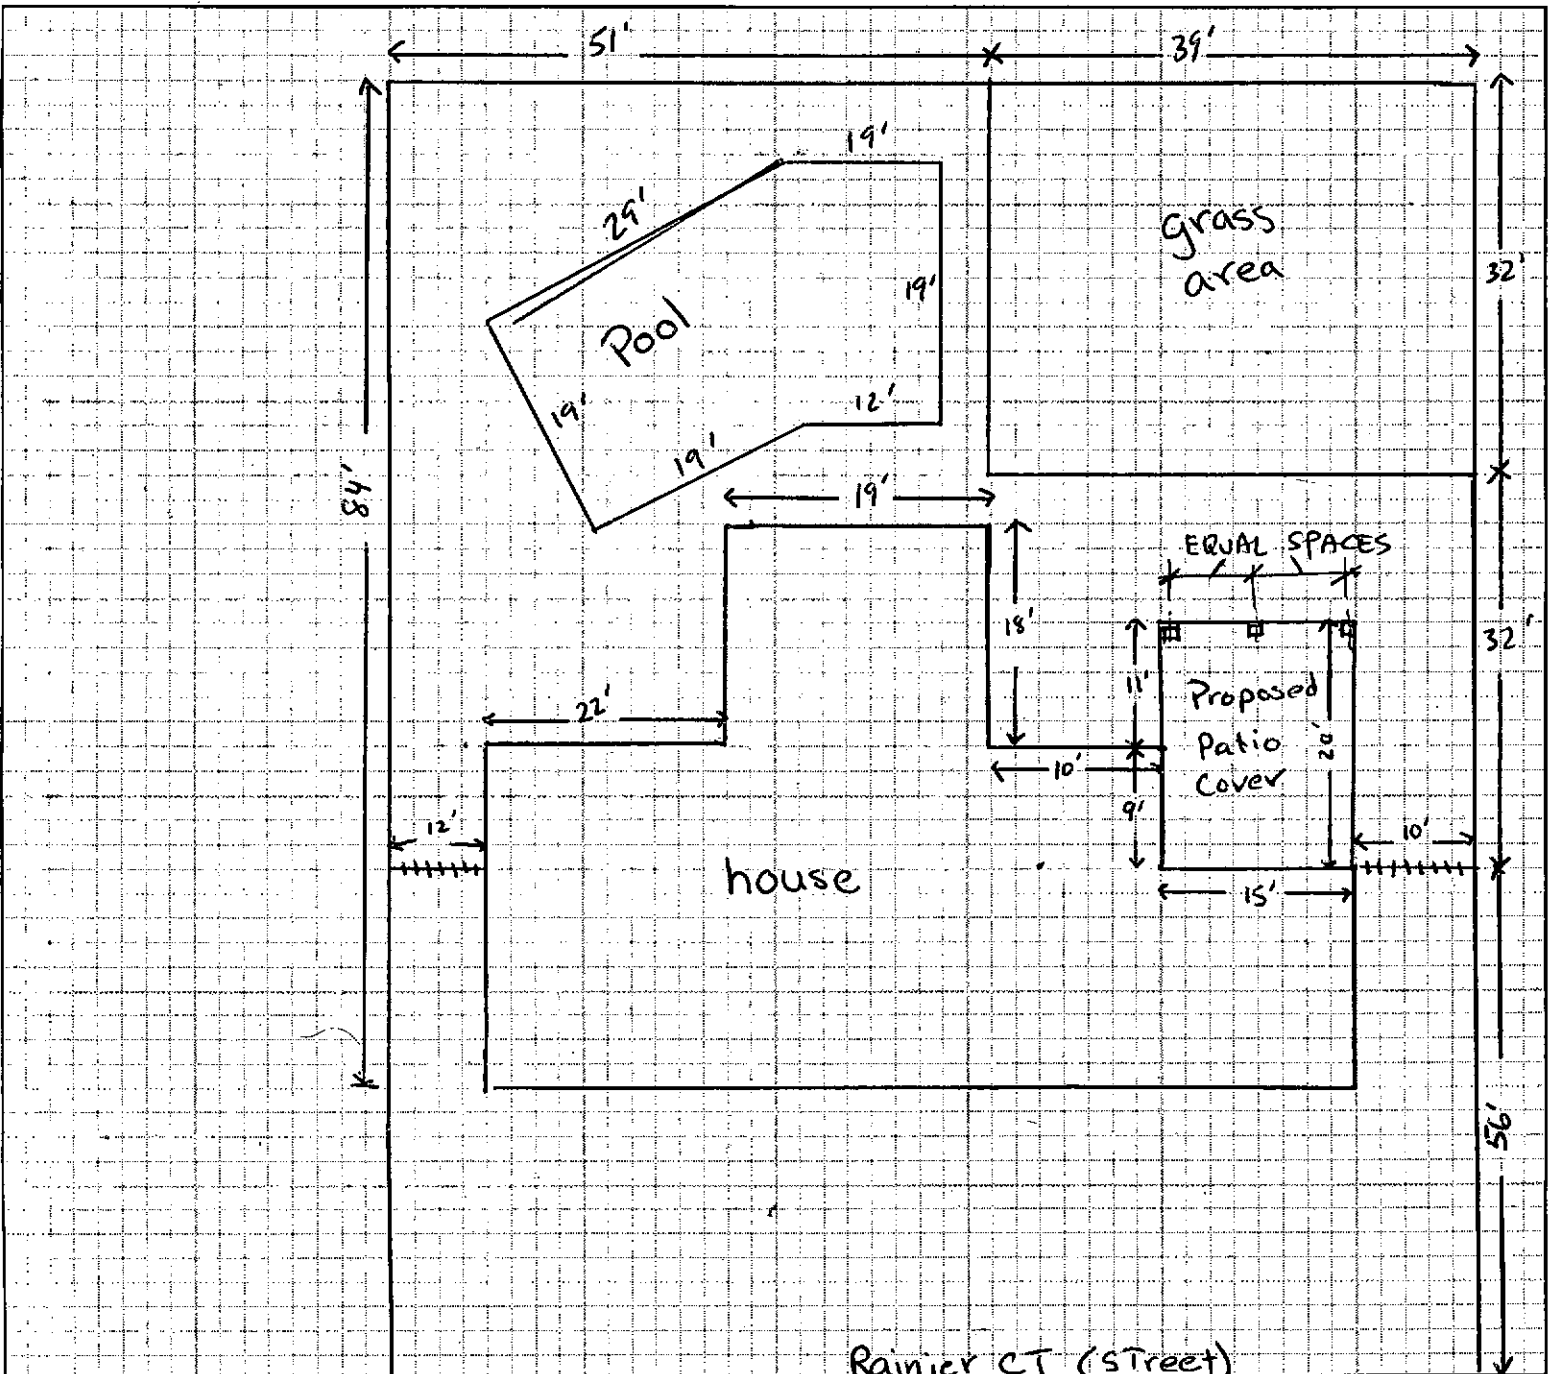 51'
39'
19'
29'
grass
area
32'
Pool
19'
12'
19'
19'
84'
19'
EQUAL SPACES
18'
32'
11'
Proposed
Patio
Cover
20'
22'
10'
9'
12'
10'
house
15'
56'
Rainier CT (STreet)